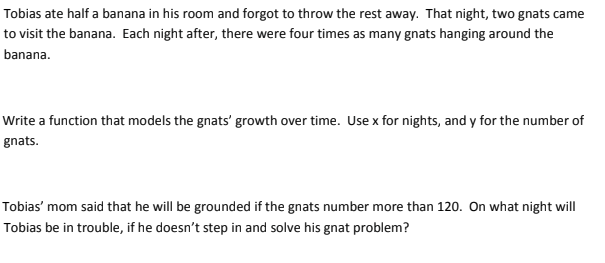 Tobias ate half a banana in his room and forgot to throw the rest away.  That night, two gnats came
to visit the banana.  Each night after, there were four times as many gnats hanging around the
banana.
Write a function that models the gnats’ growth over time.  Use x for nights, and y for the number of
gnats.
Tobias’ mom said that he will be grounded if the gnats number more than 120.  On what night will
Tobias be in trouble, if he doesn’t step in and solve his gnat problem?